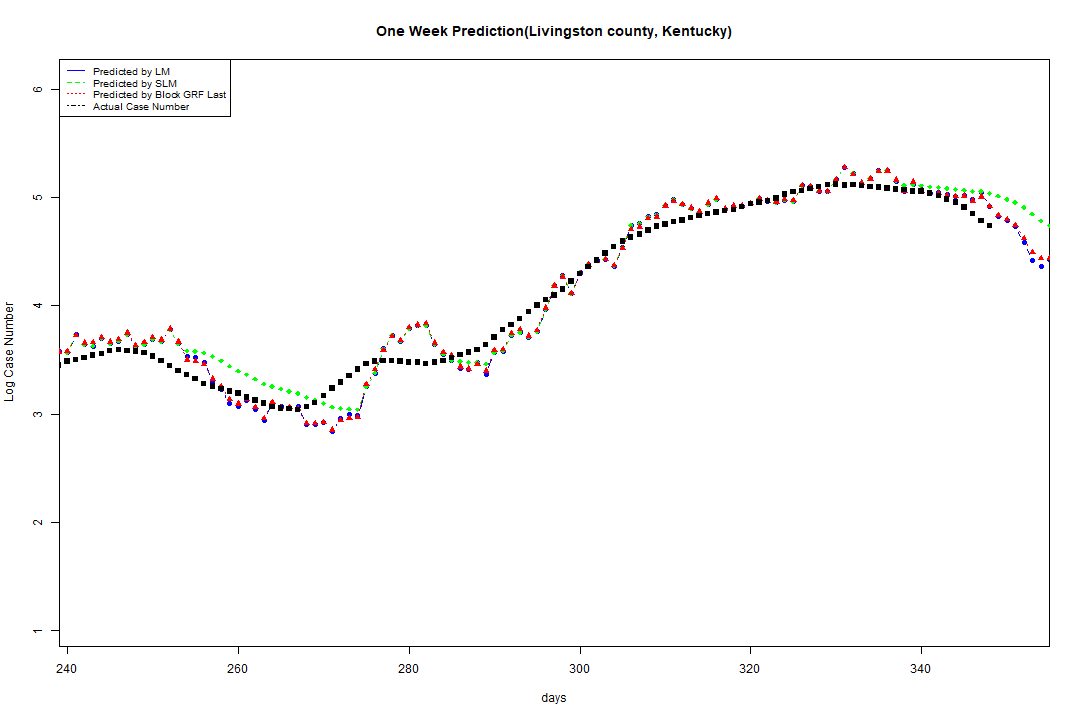 One Week Prediction(Livingston county, Kentucky)
Predicted by LM
Predicted by SLM
Predicted by Block GRF Last
Actual Case Number
6
5
4
3
2
1
Log Case Number
240 260 280 300 320 340
days